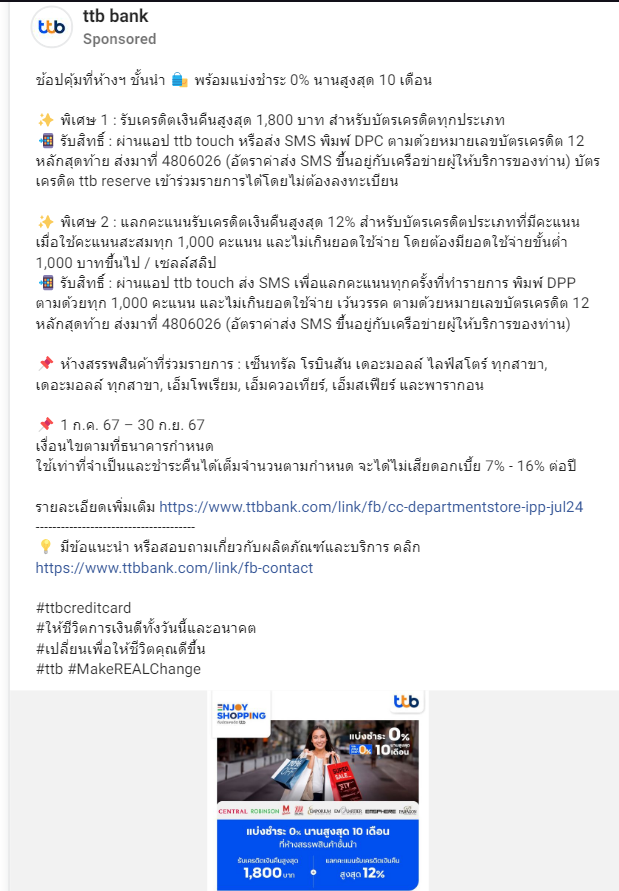 ttb
ttb bank
Sponsored
ช้อปคุ้มที่ห้างฯ ชั้นนำ 🛍️ พร้อมแบ่งชำระ 0% นานสูงสุด 10 เดือน
✨ พิเศษ 1 : รับเครดิตเงินคืนสูงสุด 1,800 บาท สำหรับบัตรเครดิตทุกประเภท
📲 รับสิทธิ์ : ผ่านแอป ttb touch หรือส่ง SMS พิมพ์ DPC ตามด้วยหมายเลขบัตรเครดิต 12
หลักสุดท้าย ส่งมาที่ 4806026 (อัตราค่าส่ง SMS ขึ้นอยู่กับเครือข่ายผู้ให้บริการของท่าน) บัตร
เครดิต ttb reserve เข้าร่วมรายการได้โดยไม่ต้องลงทะเบียน
✨ พิเศษ 2 : แลกคะแนนรับเครดิตเงินคืนสูงสุด 12% สำหรับบัตรเครดิตประเภทที่มีคะแนน
เมื่อใช้คะแนนสะสมทุก 1,000 คะแนน และไม่เกินยอดใช้จ่าย โดยต้องมียอดใช้จ่ายขั้นต่ำ
1,000 บาทขึ้นไป / เซลล์สลิป
📲 รับสิทธิ์ : ผ่านแอป ttb touch ส่ง SMS เพื่อแลกคะแนนทุกครั้งที่ทำรายการ พิมพ์ DPP
ตามด้วยทุก 1,000 คะแนน และไม่เกินยอดใช้จ่าย เว้นวรรค ตามด้วยหมายเลขบัตรเครดิต 12
หลักสุดท้าย ส่งมาที่ 4806026 (อัตราค่าส่ง SMS ขึ้นอยู่กับเครือข่ายผู้ให้บริการของท่าน)
📌 ห้างสรรพสินค้าที่ร่วมรายการ : เซ็นทรัล โรบินสัน เดอะมอลล์ ไลฟ์สโตร์ ทุกสาขา,
เดอะมอลล์ ทุกสาขา, เอ็มโพเรียม, เอ็มควอเทียร์, เอ็มสเฟียร์ และพารากอน
📌 1 ก.ค. 67 – 30 ก.ย. 67
เงื่อนไขตามที่ธนาคารกำหนด
ใช้เท่าที่จำเป็นและชำระคืนได้เต็มจำนวนตามกำหนด จะได้ไม่เสียดอกเบี้ย 7% - 16% ต่อปี
รายละเอียดเพิ่มเติม https://www.ttbbank.com/link/fb/cc-departmentstore-ipp-jul24
--------------------------------------
💡 มีข้อแนะนำ หรือสอบถามเกี่ยวกับผลิตภัณฑ์และบริการ คลิก
https://www.ttbbank.com/link/fb-contact
#ttbcreditcard
#ให้ชีวิตการเงินดีทั้งวันนี้และอนาคต
#เปลี่ยนเพื่อให้ชีวิตคุณดีขึ้น
#ttb #MakeREALChange
ENJOY
SHOPPING
ttb
แบ่งชำระ 0%
0% นานสูงสุด 10 เดือน
CENTRAL ROBINSON EMPORIUM EMQUARTIER EMSPHERE PARAGON
แบ่งชำระ 0% นานสูงสุด 10 เดือน
ที่ห้างสรรพสินค้าชั้นนำ
รับเครดิตเงินคืนสูงสุด แลกคะแนนรับเครดิตเงินคืน
1,800 บาท สูงสุด 12%